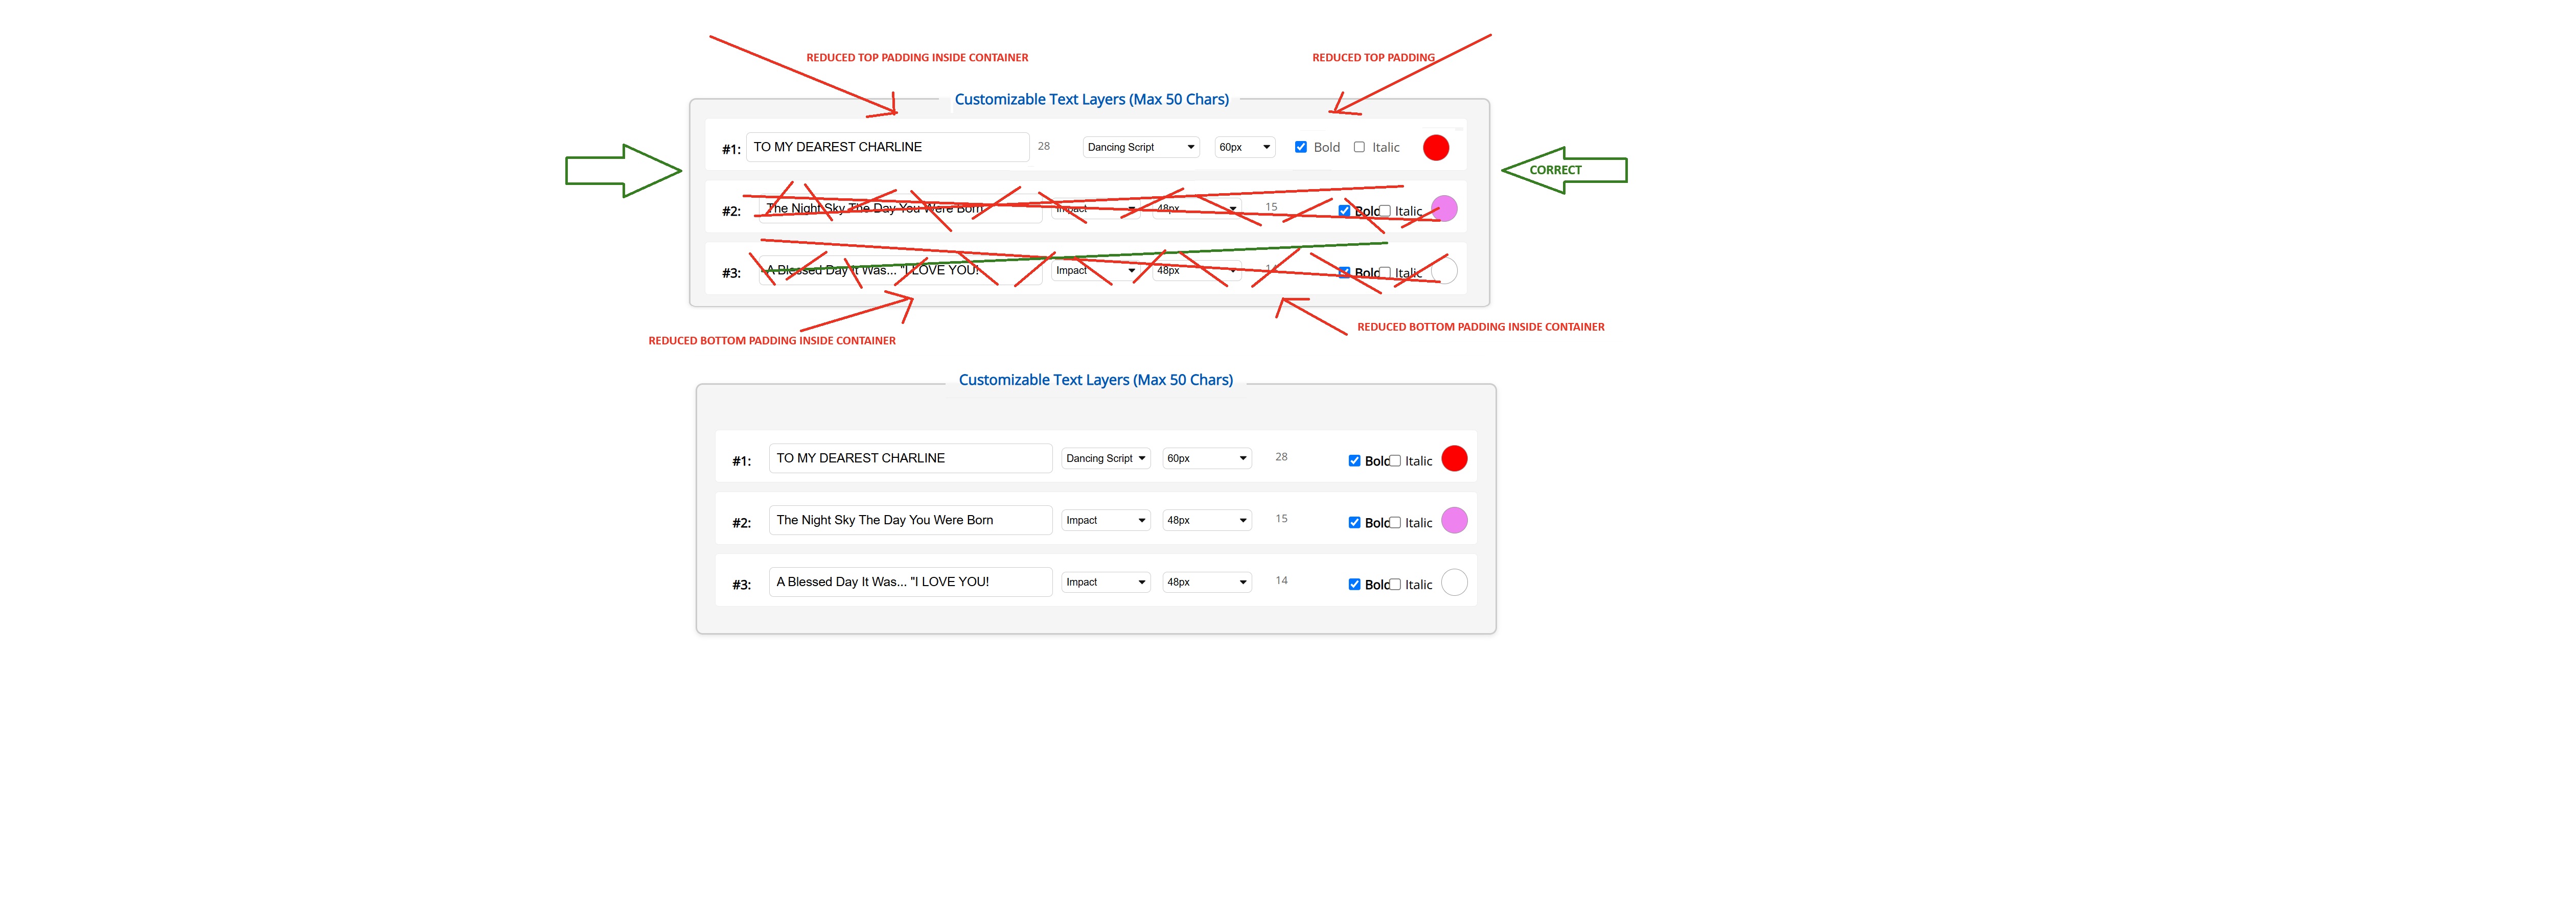 REDUCED TOP PADDING INSIDE CONTAINER
REDUCED TOP PADDING
Customizable Text Layers (Max 50 Chars)
#1: TO MY DEAREST CHARLINE 28 Dancing Script 60px Bold Italic
CORRECT
#2: The Night Sky The Day You Were Born Impact 48px 15 Bold Italic
#3: A Blessed Day It Was... "I LOVE YOU! Impact 48px Bold Italic
REDUCED BOTTOM PADDING INSIDE CONTAINER
REDUCED BOTTOM PADDING INSIDE CONTAINER
Customizable Text Layers (Max 50 Chars)
#1: TO MY DEAREST CHARLINE Dancing Script 60px 28 Bold Italic
#2: The Night Sky The Day You Were Born Impact 48px 15 Bold Italic
#3: A Blessed Day It Was... "I LOVE YOU! Impact 48px 14 Bold Italic